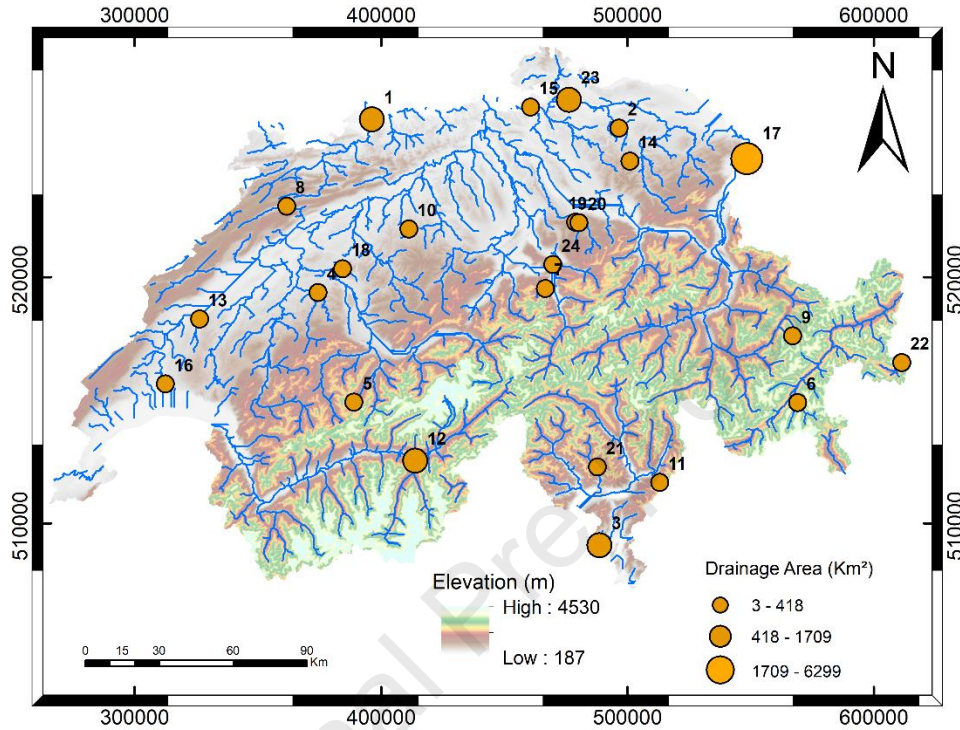 300000 400000 500000 600000
N
1
15
23
2
14
17
8
10
19 20
18
4
24
7
13
9
22
16
5
6
12
21
11
3
520000
510000
520000
510000
Elevation (m)
High : 4530
Low : 187
Drainage Area (Km²)
3 - 418
418 - 1709
1709 - 6299
0 15 30 60 90
Km
300000 400000 500000 600000